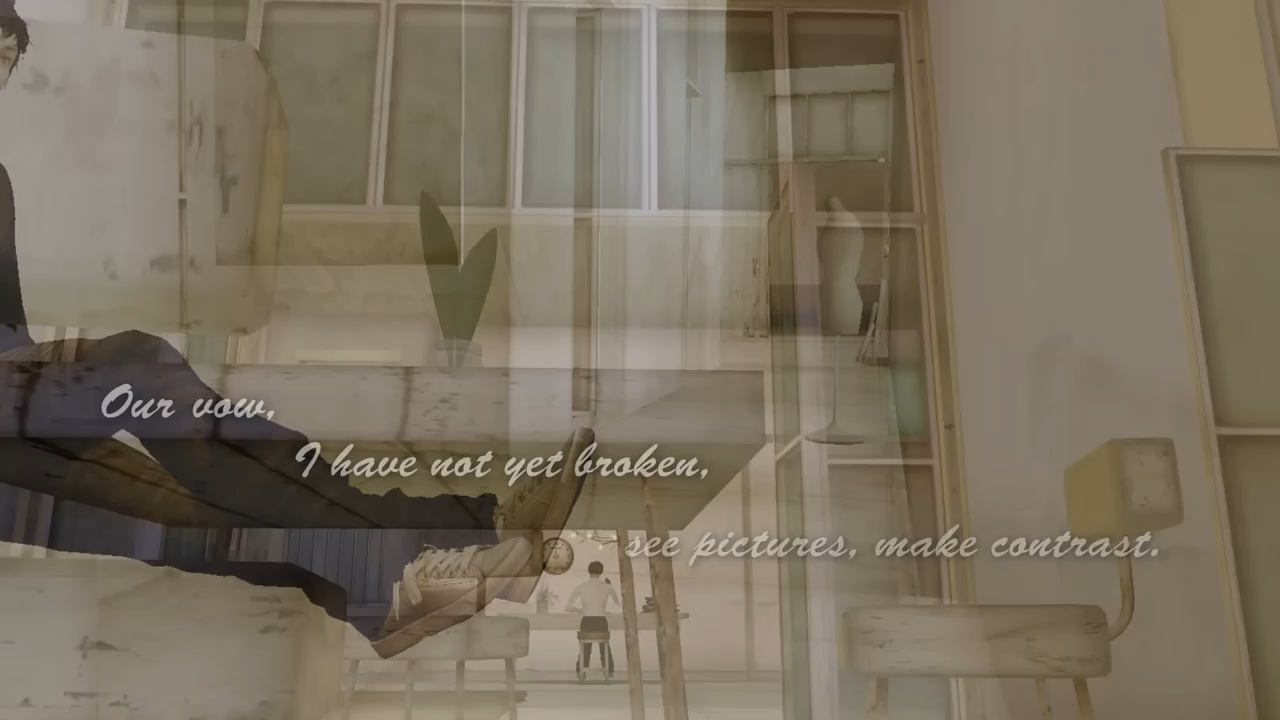 Our vow,
I have not yet broken,
see pictures, make contrast.